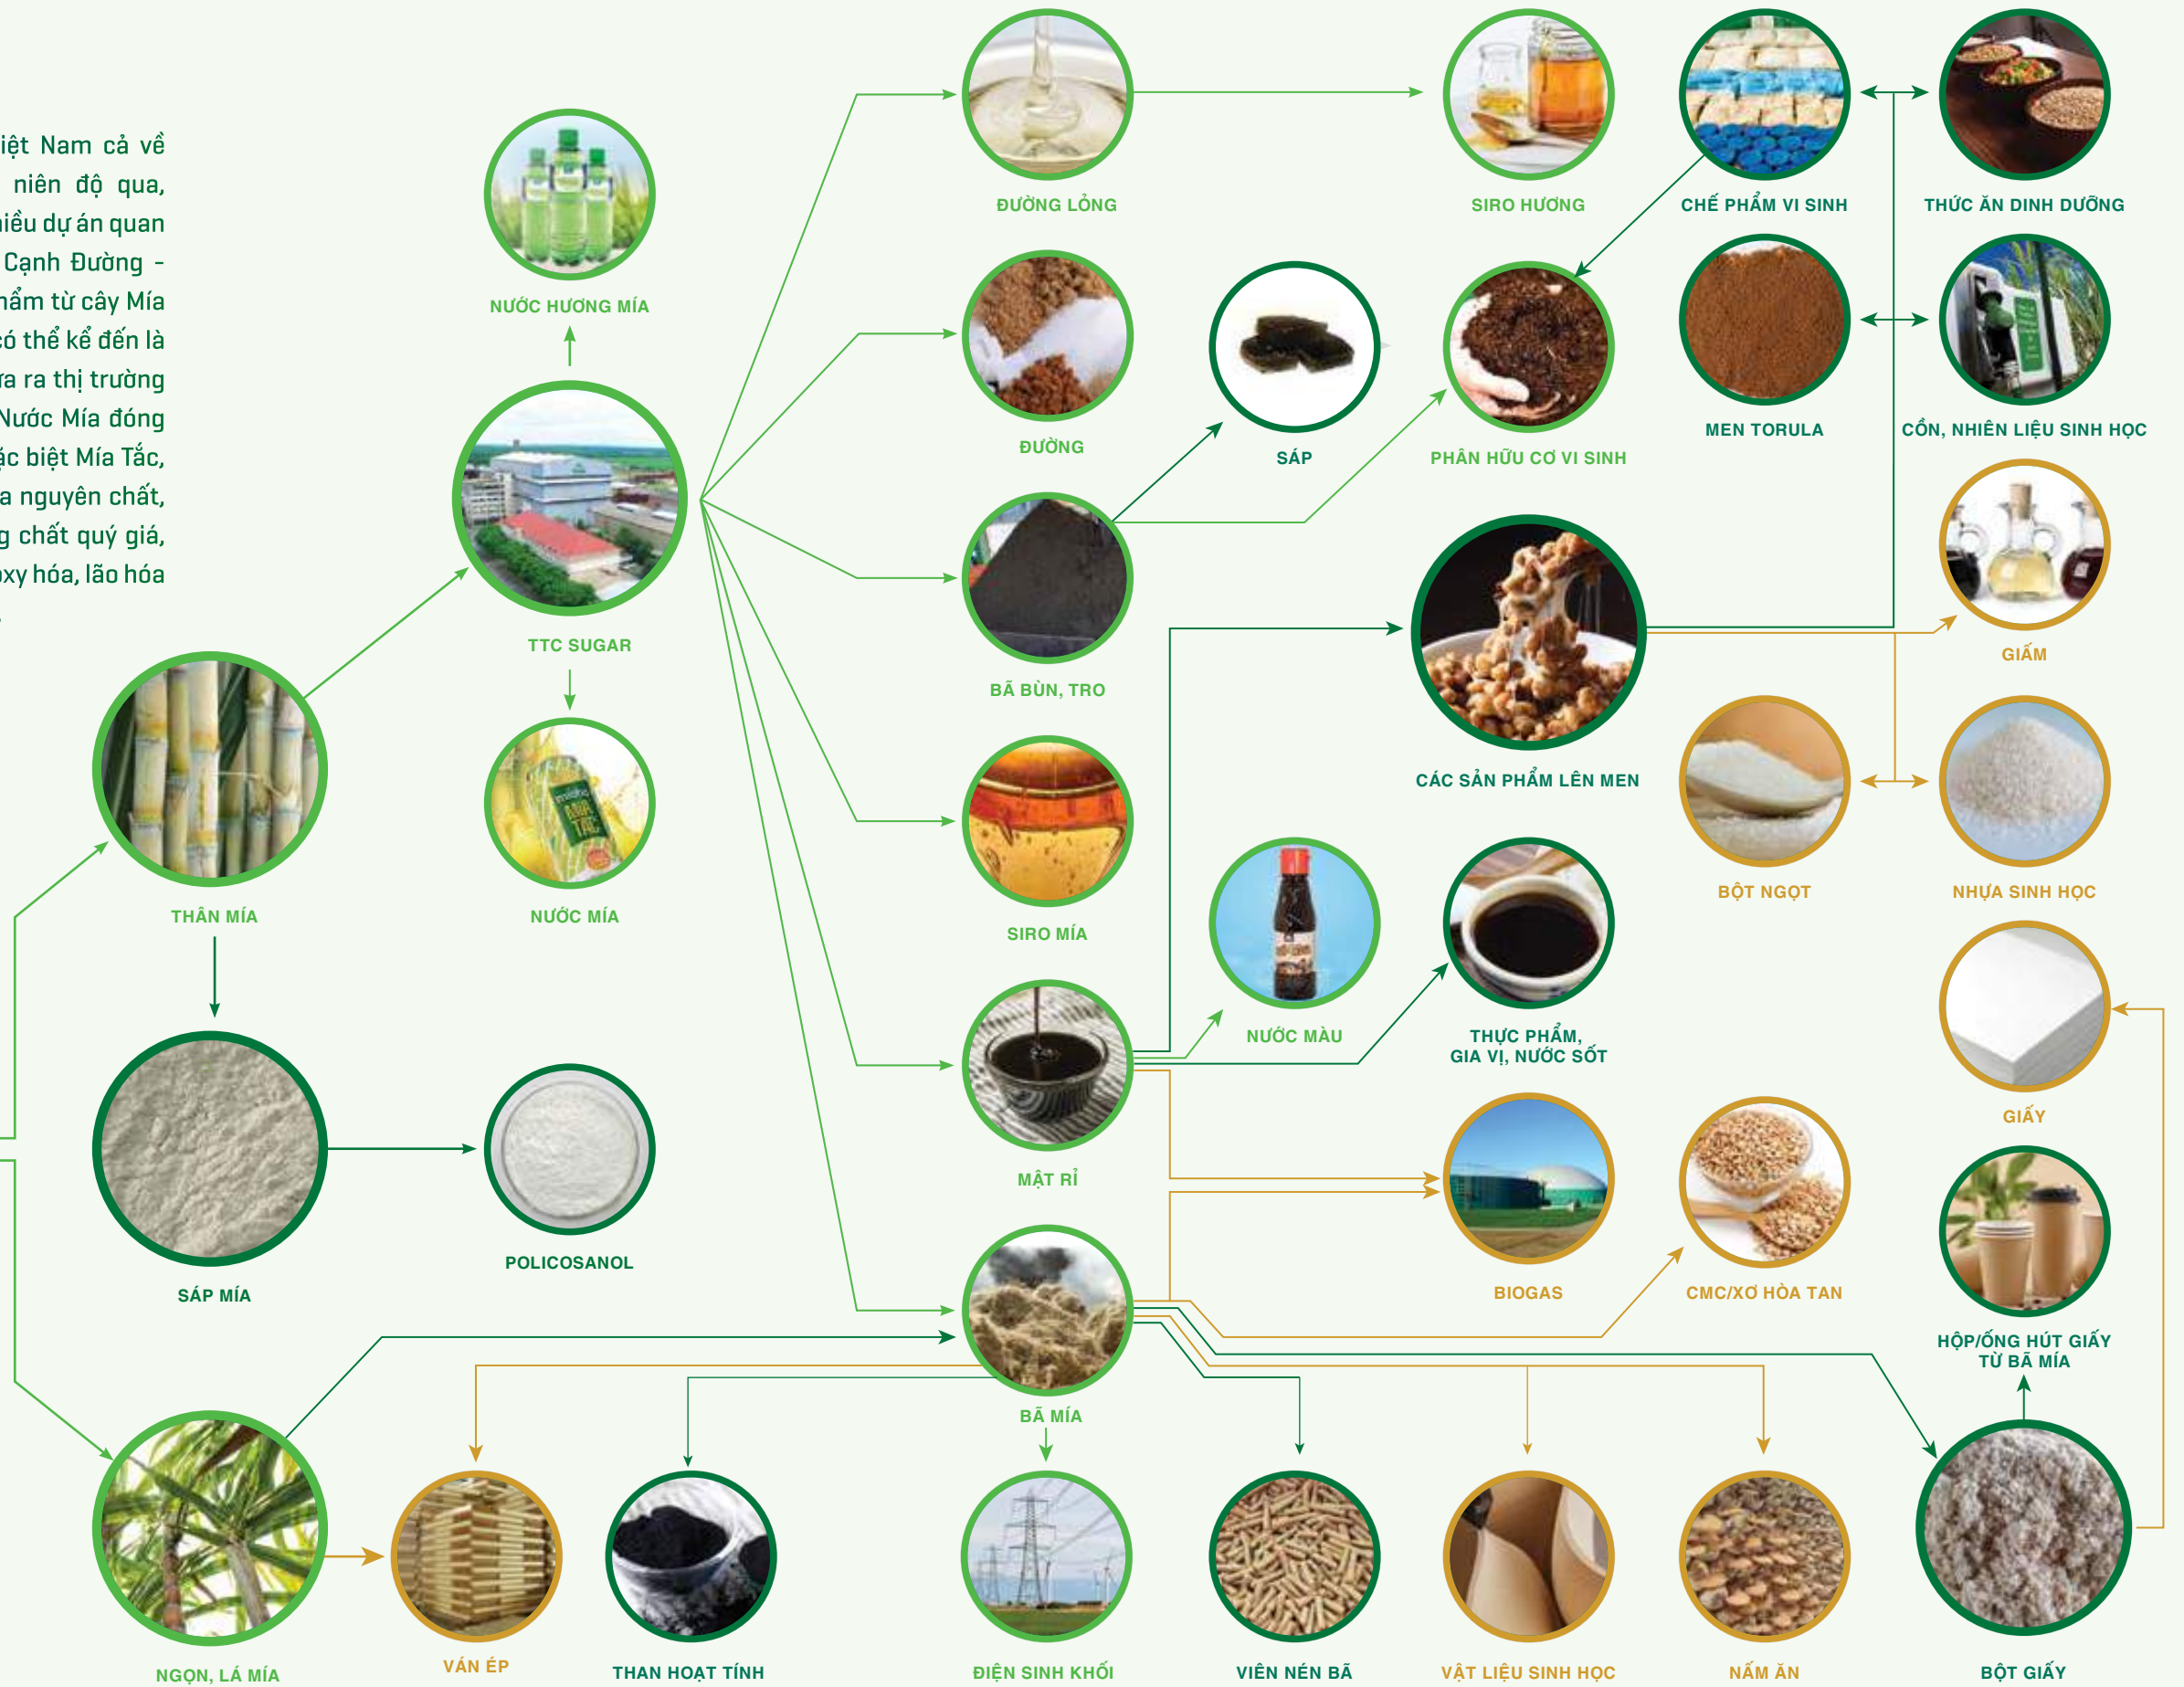 iệt Nam cả về
niên độ qua,
hiều dự án quan
Cạnh Đường -
hẩm từ cây Mía
có thể kể đến là
ra thị trường
Nước Mía đóng
ặc biệt Mía Tắc,
a nguyên chất,
g chất quý giá,
oxy hóa, lão hóa
ĐƯỜNG LỎNG
SIRO HƯƠNG
CHẾ PHẨM VI SINH
THỨC ĂN DINH DƯỠNG
NƯỚC HƯƠNG MÍA
ĐƯỜNG
SÁP
PHÂN HỮU CƠ VI SINH
MEN TORULA
CỒN, NHIÊN LIỆU SINH HỌC
TTC SUGAR
BÃ BÙN, TRO
GIẤM
CÁC SẢN PHẨM LÊN MEN
MÍA
TẮC
THÂN MÍA
NƯỚC MÍA
SIRO MÍA
BỘT NGỌT
NHỰA SINH HỌC
NƯỚC MÀU
THỰC PHẨM,
GIA VỊ, NƯỚC SỐT
GIẤY
MẬT RỈ
SÁP MÍA
POLICOSANOL
BIOGAS
CMC/XƠ HÒA TAN
HỘP/ỐNG HÚT GIẤY
TỪ BÃ MÍA
BÃ MÍA
NGỌN, LÁ MÍA
VÁN ÉP
THAN HOẠT TÍNH
ĐIỆN SINH KHỐI
VIÊN NÉN BÃ
VẬT LIỆU SINH HỌC
NẤM ĂN
BỘT GIẤY